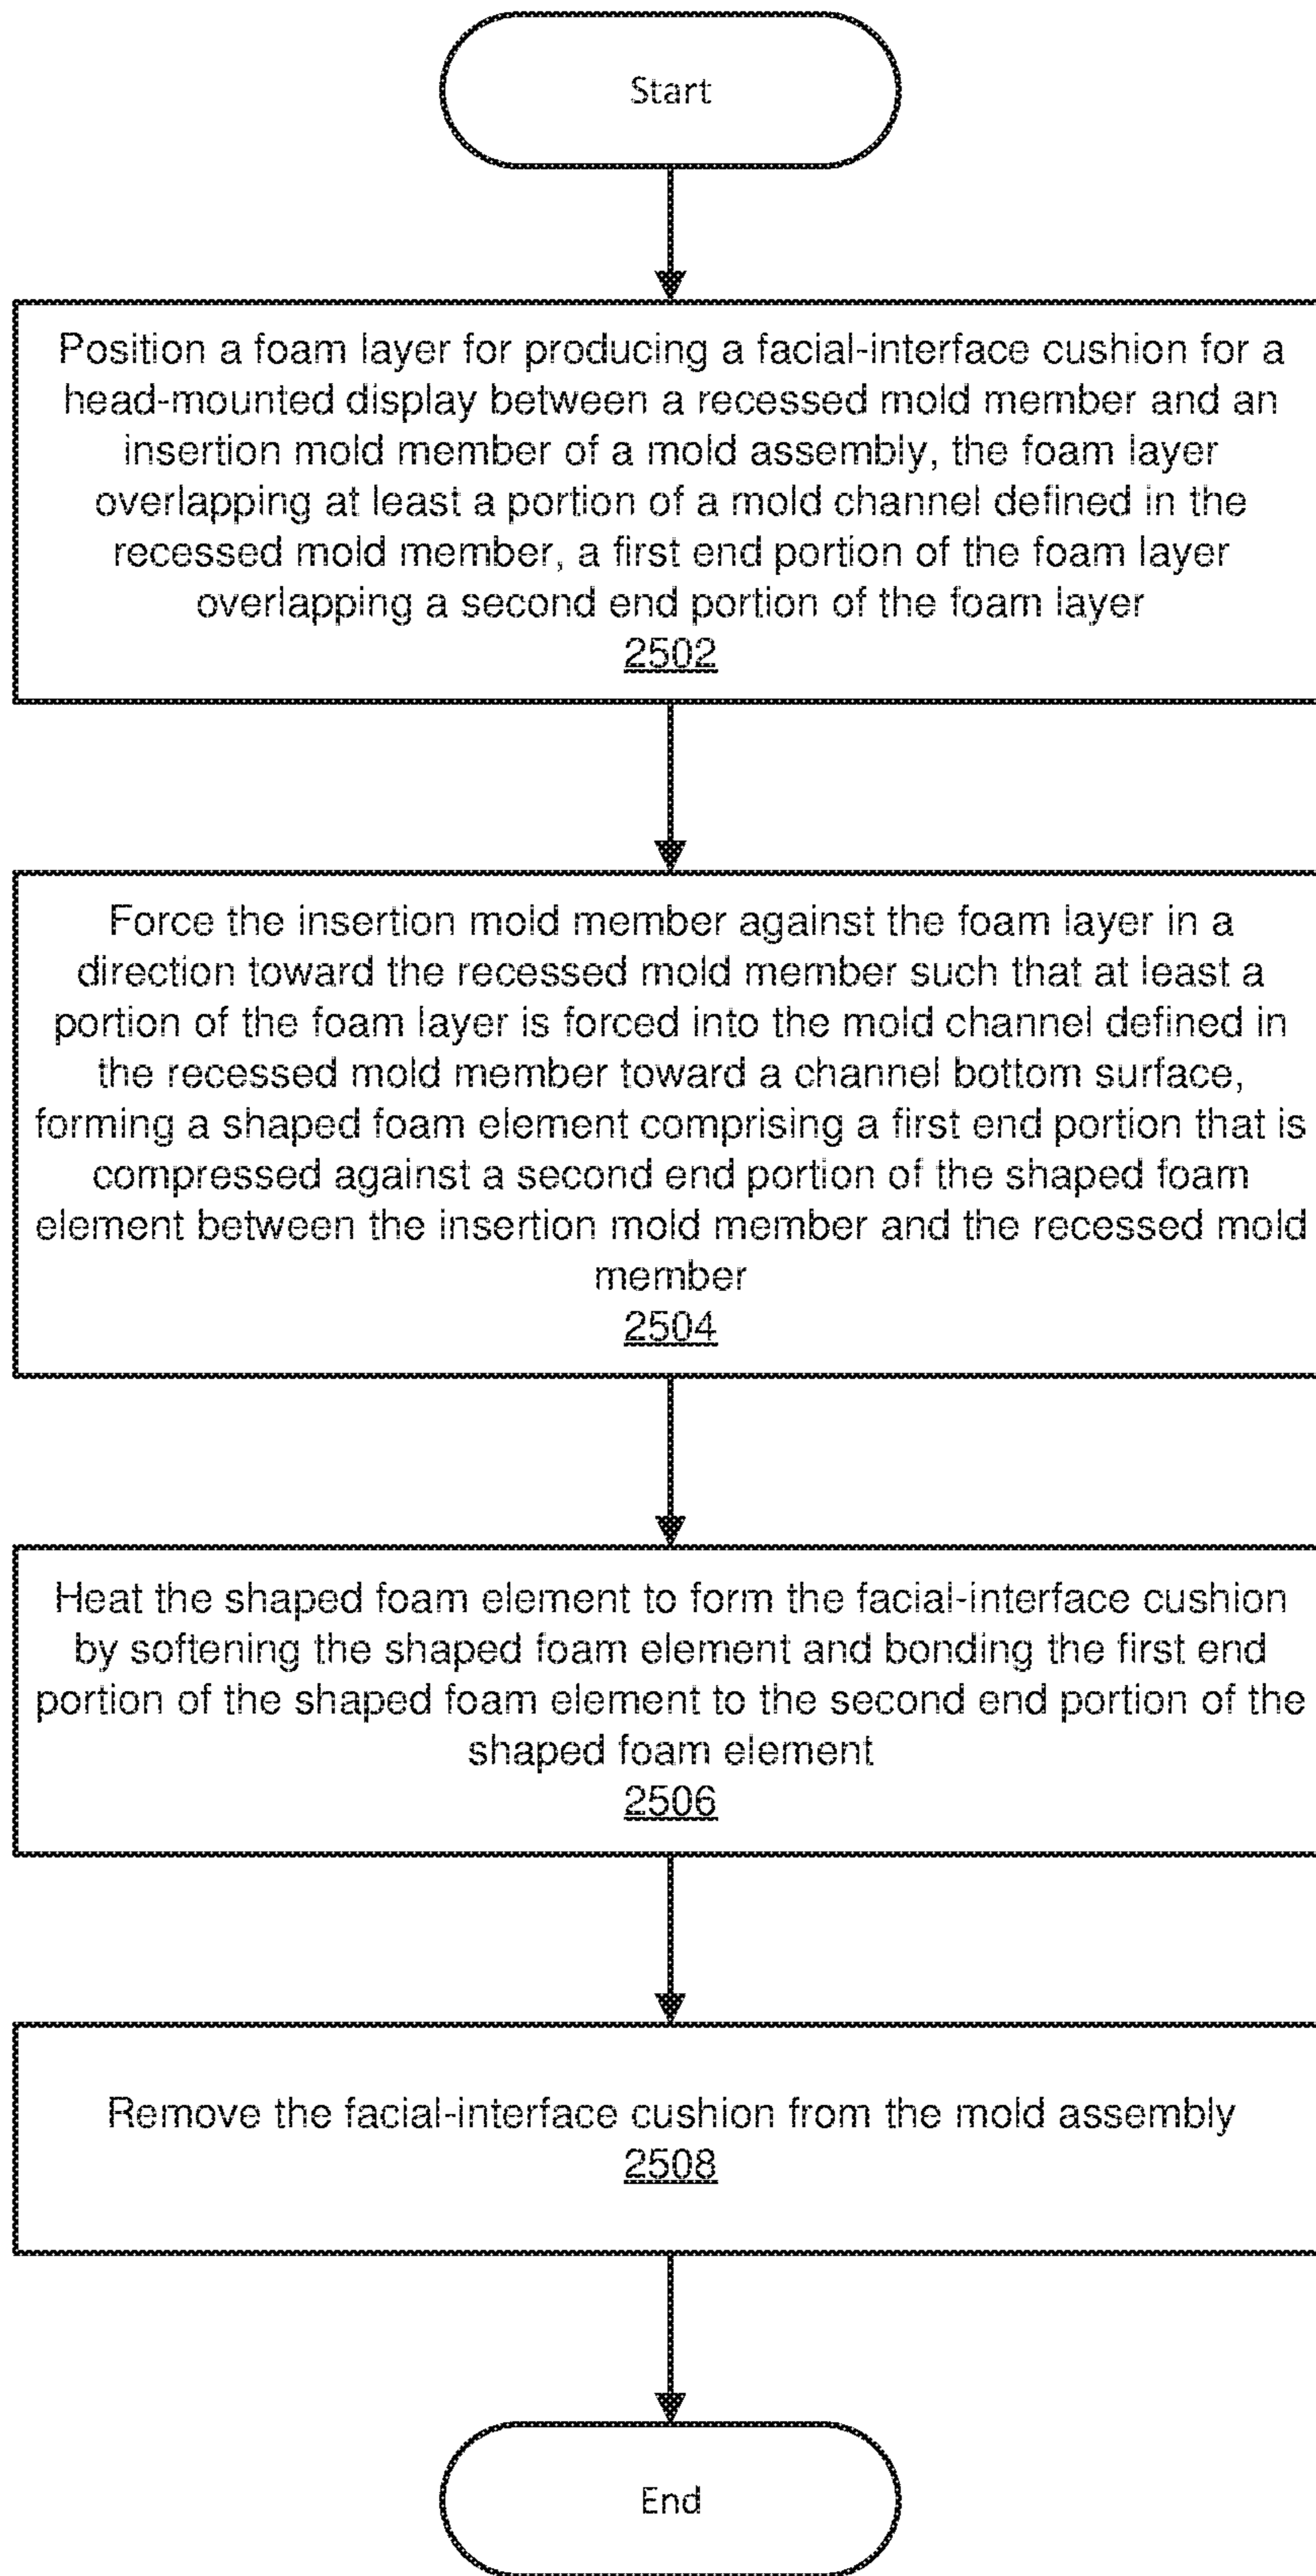 Start
Position a foam layer for producing a facial-interface cushion for a
head-mounted display between a recessed mold member and an
insertion mold member of a mold assembly, the foam layer
overlapping at least a portion of a mold channel defined in the
recessed mold member, a first end portion of the foam layer
overlapping a second end portion of the foam layer
2502
Force the insertion mold member against the foam layer in a
direction toward the recessed mold member such that at least a
portion of the foam layer is forced into the mold channel defined in
the recessed mold member toward a channel bottom surface,
forming a shaped foam element comprising a first end portion that is
compressed against a second end portion of the shaped foam
element between the insertion mold member and the recessed mold
member
2504
Heat the shaped foam element to form the facial-interface cushion
by softening the shaped foam element and bonding the first end
portion of the shaped foam element to the second end portion of the
shaped foam element
2506
Remove the facial-interface cushion from the mold assembly
2508
End